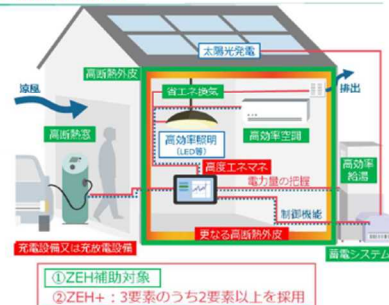 太陽光発電
高断熱外皮
涼風
省エネ換気
排出
高断熱窓
高効率照明
(LED等)
高効率空調
高度エネマネ
高効率
給湯
電力量の把握
制御機能
更なる高断熱外皮
充電設備又は充放電設備
蓄電システム
①ZEH補助対象
②ZEH+:3要素のうち2要素以上を採用